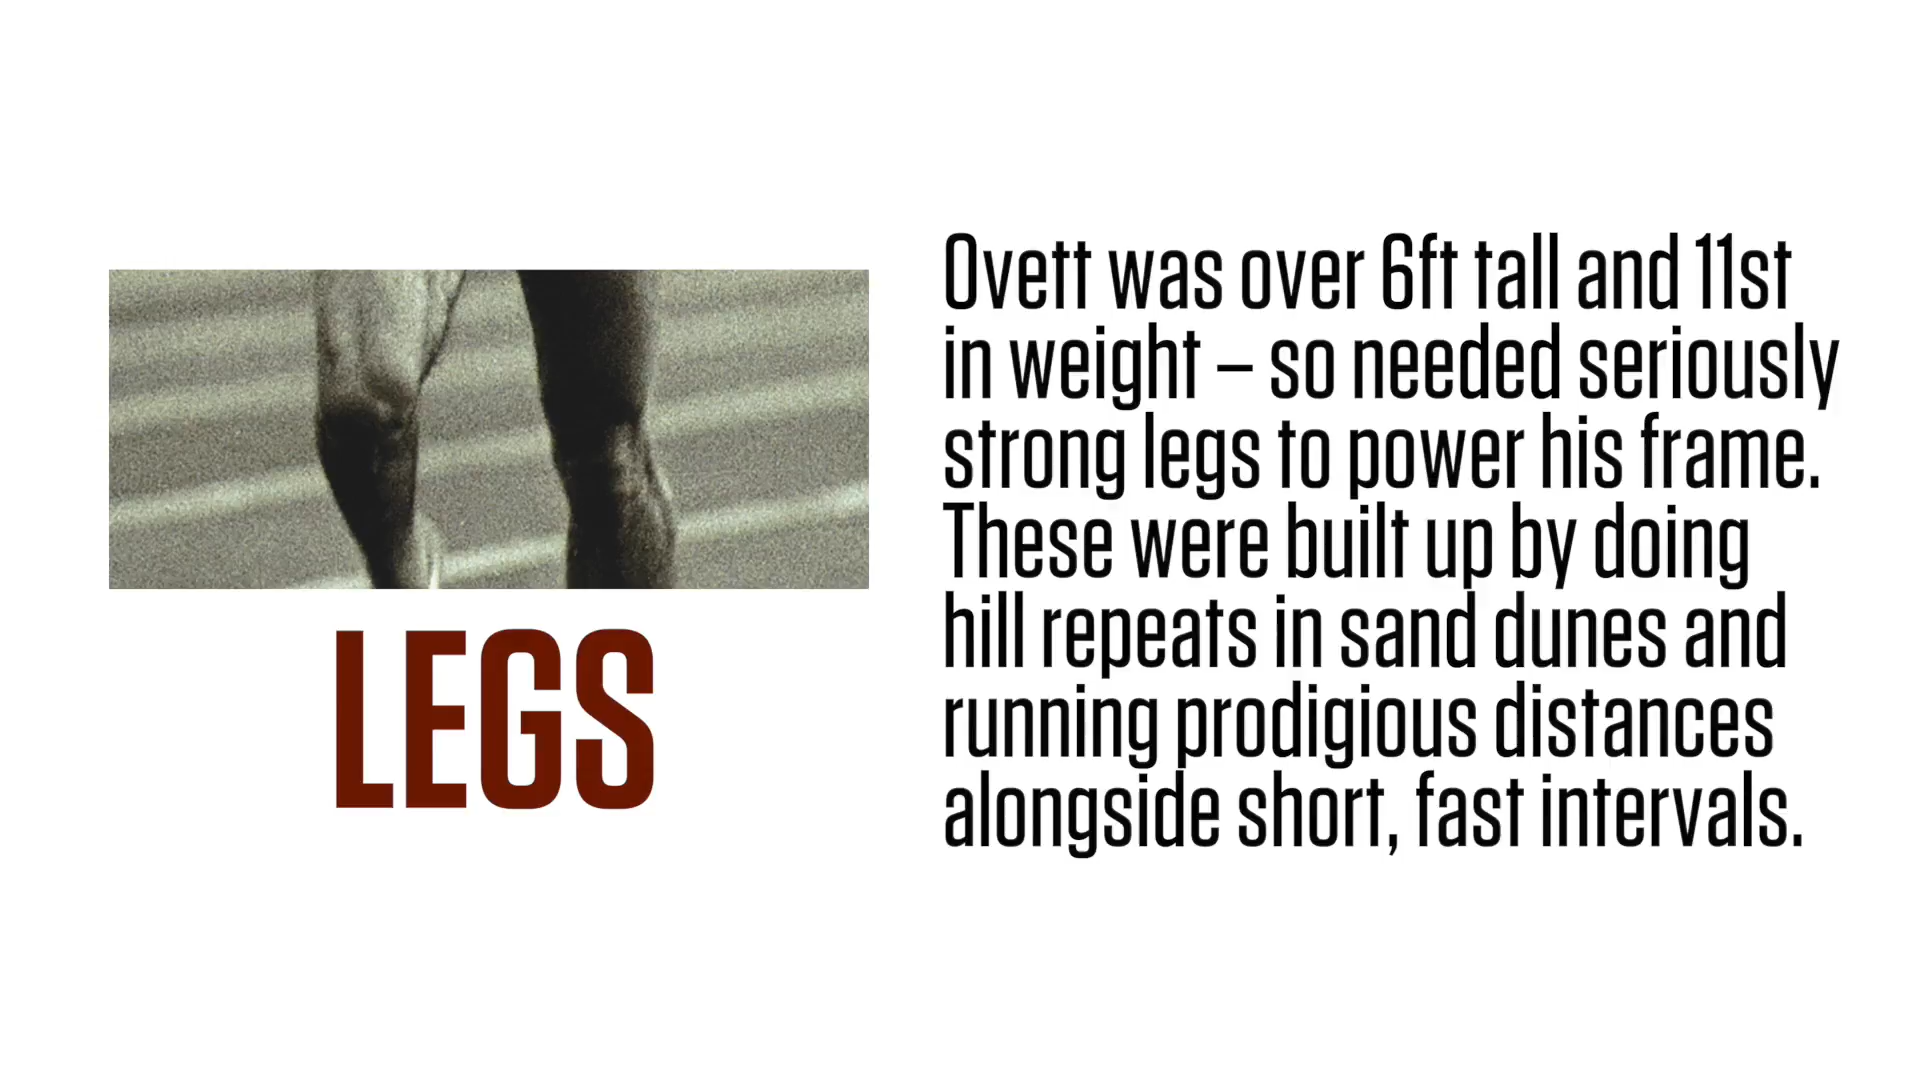 LEGS
Ovett was over 6ft tall and 11st
in weight – so needed seriously
strong legs to power his frame.
These were built up by doing
hill repeats in sand dunes and
running prodigious distances
alongside short, fast intervals.